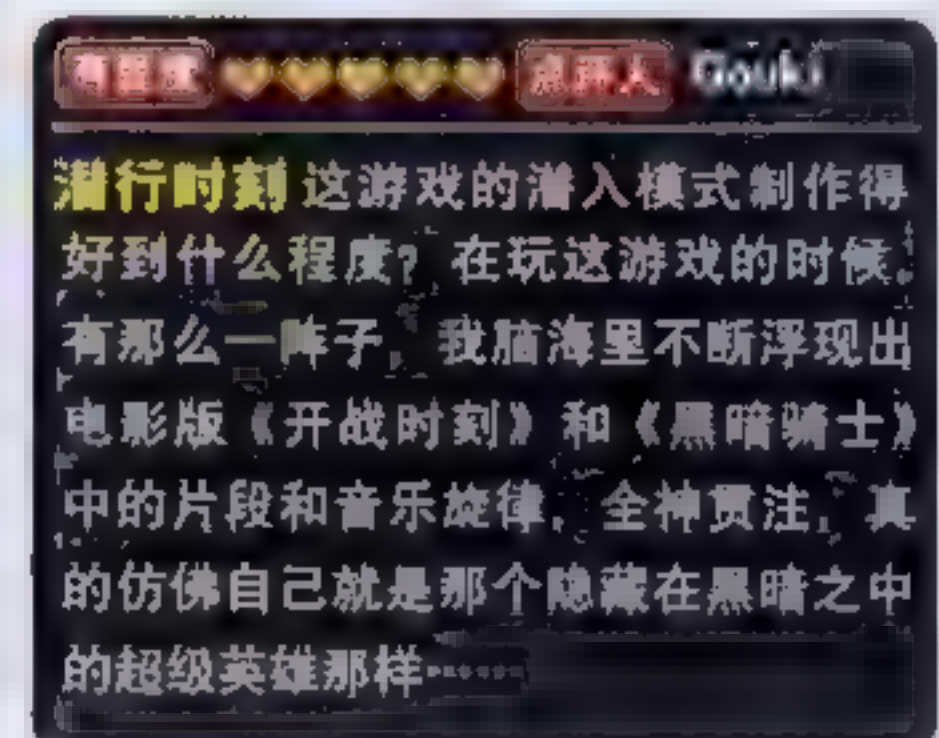 点评人 Gouki
潜行时刻 这游戏的潜入模式制作得
好到什么程度？在玩这游戏的时候，
有那么一阵子，我脑海里不断浮现出
电影版《开战时刻》和《黑暗骑士》
中的片段和音乐旋律，全神贯注，真
的仿佛自己就是那个隐藏在黑暗之中
的超级英雄那样……